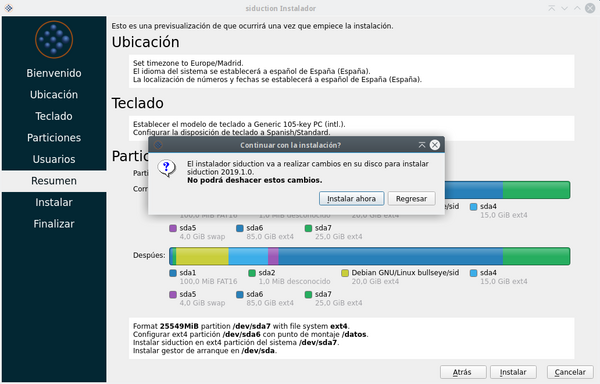 siduction Instalador
Bienvenido
Ubicación
Teclado
Particiones
Usuarios
Resumen
Instalar
Finalizar
Esto es una previsualización de que ocurrirá una vez que empiece la instalación.
Ubicación
Set timezone to Europe/Madrid.
El idioma del sistema se establecerá a español de España (España).
La localización de números y fechas se establecerá a español de España (España).
Teclado
Establecer el modelo de teclado a Generic 105-key PC (intl.).
Configurar la disposición de teclado a Spanish/Standard.
Continuar con la instalación?
El instalador siduction va a realizar cambios en su disco para instalar
siduction 2019.1.0.
No podrá deshacer estos cambios.
Instalar ahora
Regresar
/sid
sda4
100,0 MiB FAT16
1,0 MiB desconocido
20,0 GiB ext4
15,0 GiB ext4
sda5
sda6
sda7
4,0 GiB swap
85,0 GiB ext4
25,0 GiB ext4
Despúes:
sda1
sda2
Debian GNU/Linux bullseye/sid
sda4
100,0 MiB FAT16
1,0 MiB desconocido
20,0 GiB ext4
15,0 GiB ext4
sda5
sda6
sda7
4,0 GiB swap
85,0 GiB ext4
25,0 GiB ext4
Format 25549MiB partition /dev/sda7 with file system ext4.
Configurar ext4 partición /dev/sda6 con punto de montaje /datos.
Instalar siduction en ext4 partición del sistema /dev/sda7.
Instalar gestor de arranque en /dev/sda.
Atrás
Instalar
Cancelar